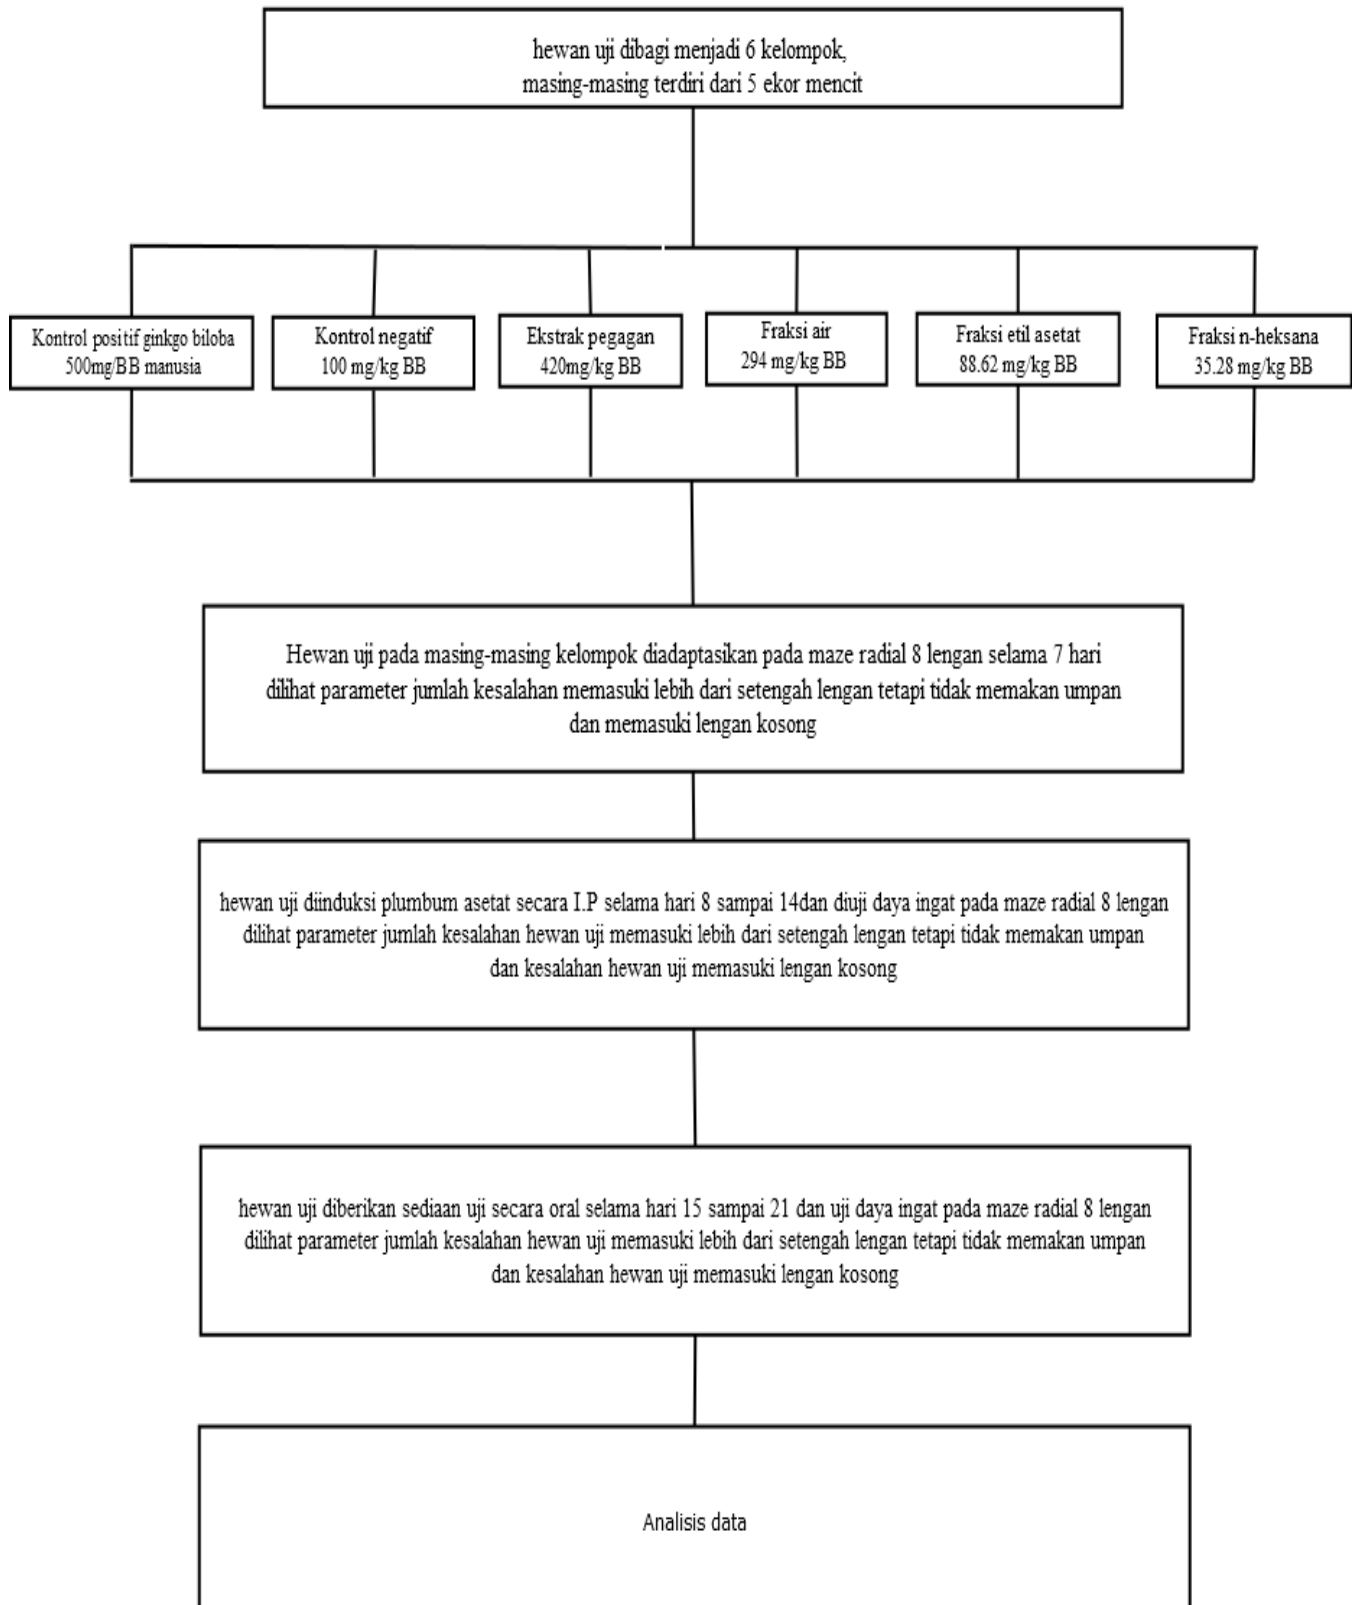 hewan uji dibagi menjadi 6 kelompok,
masing-masing terdiri dari 5 ekor mencit
Kontrol positif ginkgo biloba
500mg/BB manusia
Kontrol negatif
100 mg/kg BB
Ekstrak pegagan
420mg/kg BB
Fraksi air
294 mg/kg BB
Fraksi etil asetat
88.62 mg/kg BB
Fraksi n-heksana
35.28 mg/kg BB
Hewan uji pada masing-masing kelompok diadaptasikan pada maze radial 8 lengan selama 7 hari
dilihat parameter jumlah kesalahan memasuki lebih dari setengah lengan tetapi tidak memakan umpan
dan memasuki lengan kosong
hewan uji diinduksi plumbum asetat secara I.P selama hari 8 sampai 14dan diuji daya ingat pada maze radial 8 lengan
dilihat parameter jumlah kesalahan hewan uji memasuki lebih dari setengah lengan tetapi tidak memakan umpan
dan kesalahan hewan uji memasuki lengan kosong
hewan uji diberikan sediaan uji secara oral selama hari 15 sampai 21 dan uji daya ingat pada maze radial 8 lengan
dilihat parameter jumlah kesalahan hewan uji memasuki lebih dari setengah lengan tetapi tidak memakan umpan
dan kesalahan hewan uji memasuki lengan kosong
Analisis data